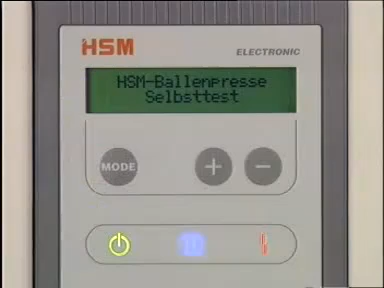 HSM
ELECTRONIC
HSM-Ballenpresse
Selbsttest
MODE
+ −